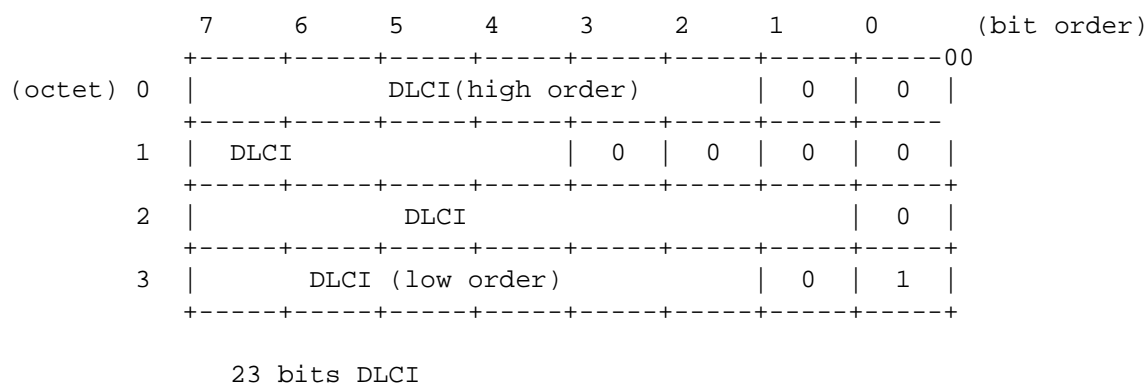 7     6     5     4     3     2     1     0      (bit order)
            +-----+-----+-----+-----+-----+-----+-----+-----00
(octet) 0   |            DLCI(high order)       |  0  |  0  |
            +-----+-----+-----+-----+-----+-----+-----+-----
        1   |  DLCI                 |  0  |  0  |  0  |  0  |
            +-----+-----+-----+-----+-----+-----+-----+-----+
        2   |             DLCI                        |  0  |
            +-----+-----+-----+-----+-----+-----+-----+-----+
        3   |       DLCI (low order)            |  0  |  1  |
            +-----+-----+-----+-----+-----+-----+-----+-----+
               23 bits DLCI